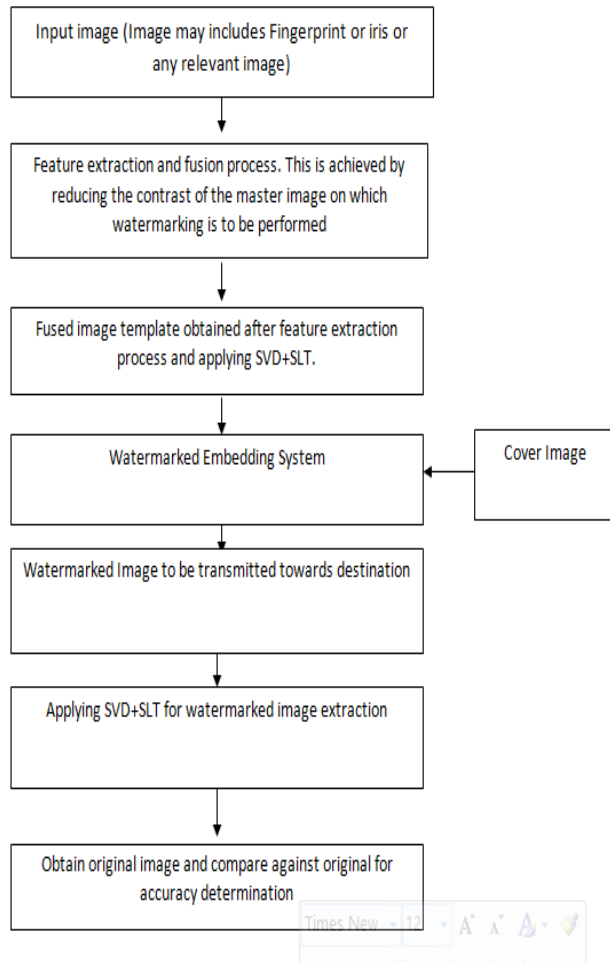 Input image (Image may includes Fingerprint or iris or
any relevant image)
Feature extraction and fusion process. This is achieved by
reducing the contrast of the master image on which
watermarking is to be performed
Fused image template obtained after feature extraction
process and applying SVD+SLT.
Watermarked Embedding System
Cover Image
Watermarked Image to be transmitted towards destination
Applying SVD+SLT for watermarked image extraction
Obtain original image and compare against original for
accuracy determination
Times New 12 A A A